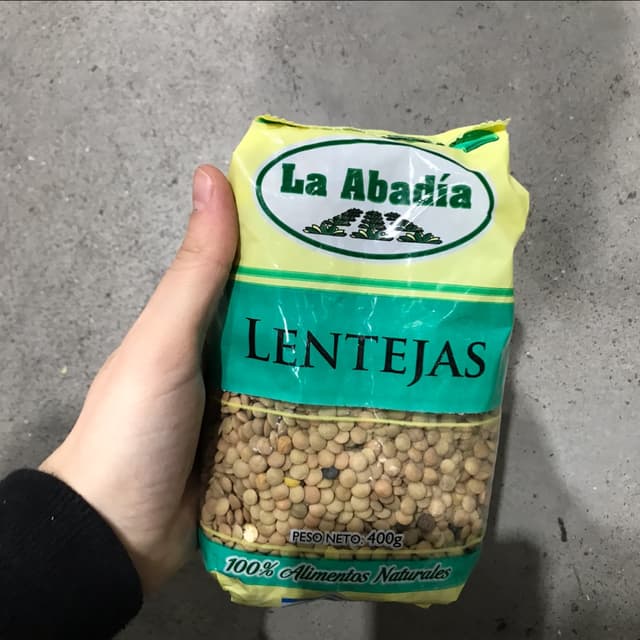 La Abadía
LENTEJAS
PESO NETO: 400g
100% Alimentos Naturales